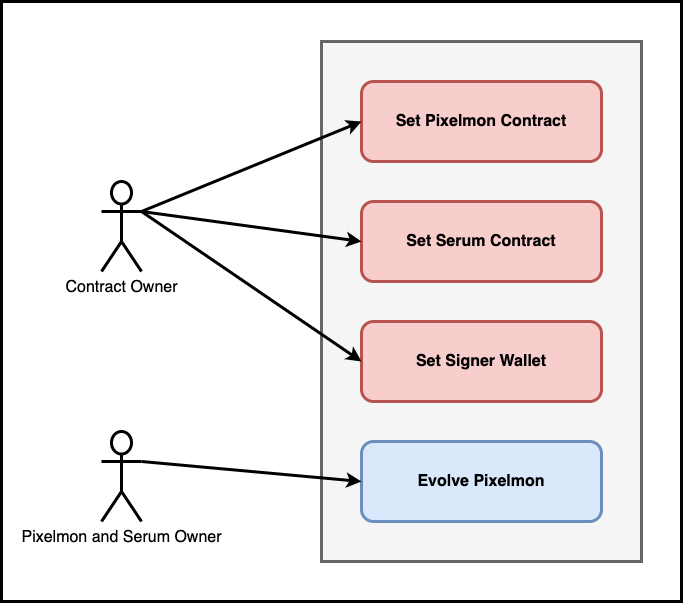 Set Pixelmon Contract
Set Serum Contract
Contract Owner
Set Signer Wallet
Evolve Pixelmon
Pixelmon and Serum Owner